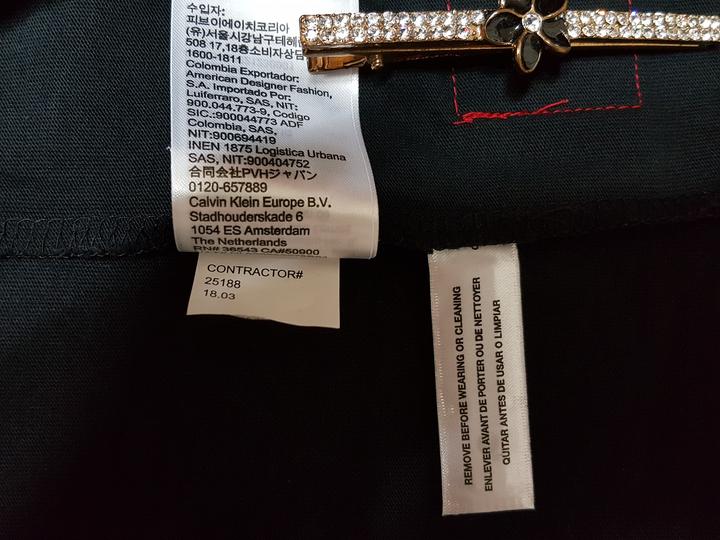 수입자:
피브이에이치코리아
(유)서울시강남구테헤
508 17,18층소비자상담
1600-1811
Colombia Exportador:
American Designer Fashion,
S.A. Importado Por:
Luiferraro, SAS, NIT:
900.044.773-9, Codigo
SIC.:900044773 ADF
Colombia, SAS,
NIT:900694419
INEN 1875 Logistica Urbana
SAS, NIT:900404752
合同会社PVHジャパン
0120-657889
Calvin Klein Europe B.V.
Stadhouderskade 6
1054 ES Amsterdam
The Netherlands
RN# 36543 CA#50900
CONTRACTOR#
25188
18.03
REMOVE BEFORE WEARING OR CLEANING
ENLEVER AVANT DE PORTER OU DE NETTOYER
QUITAR ANTES DE USAR O LIMPIAR